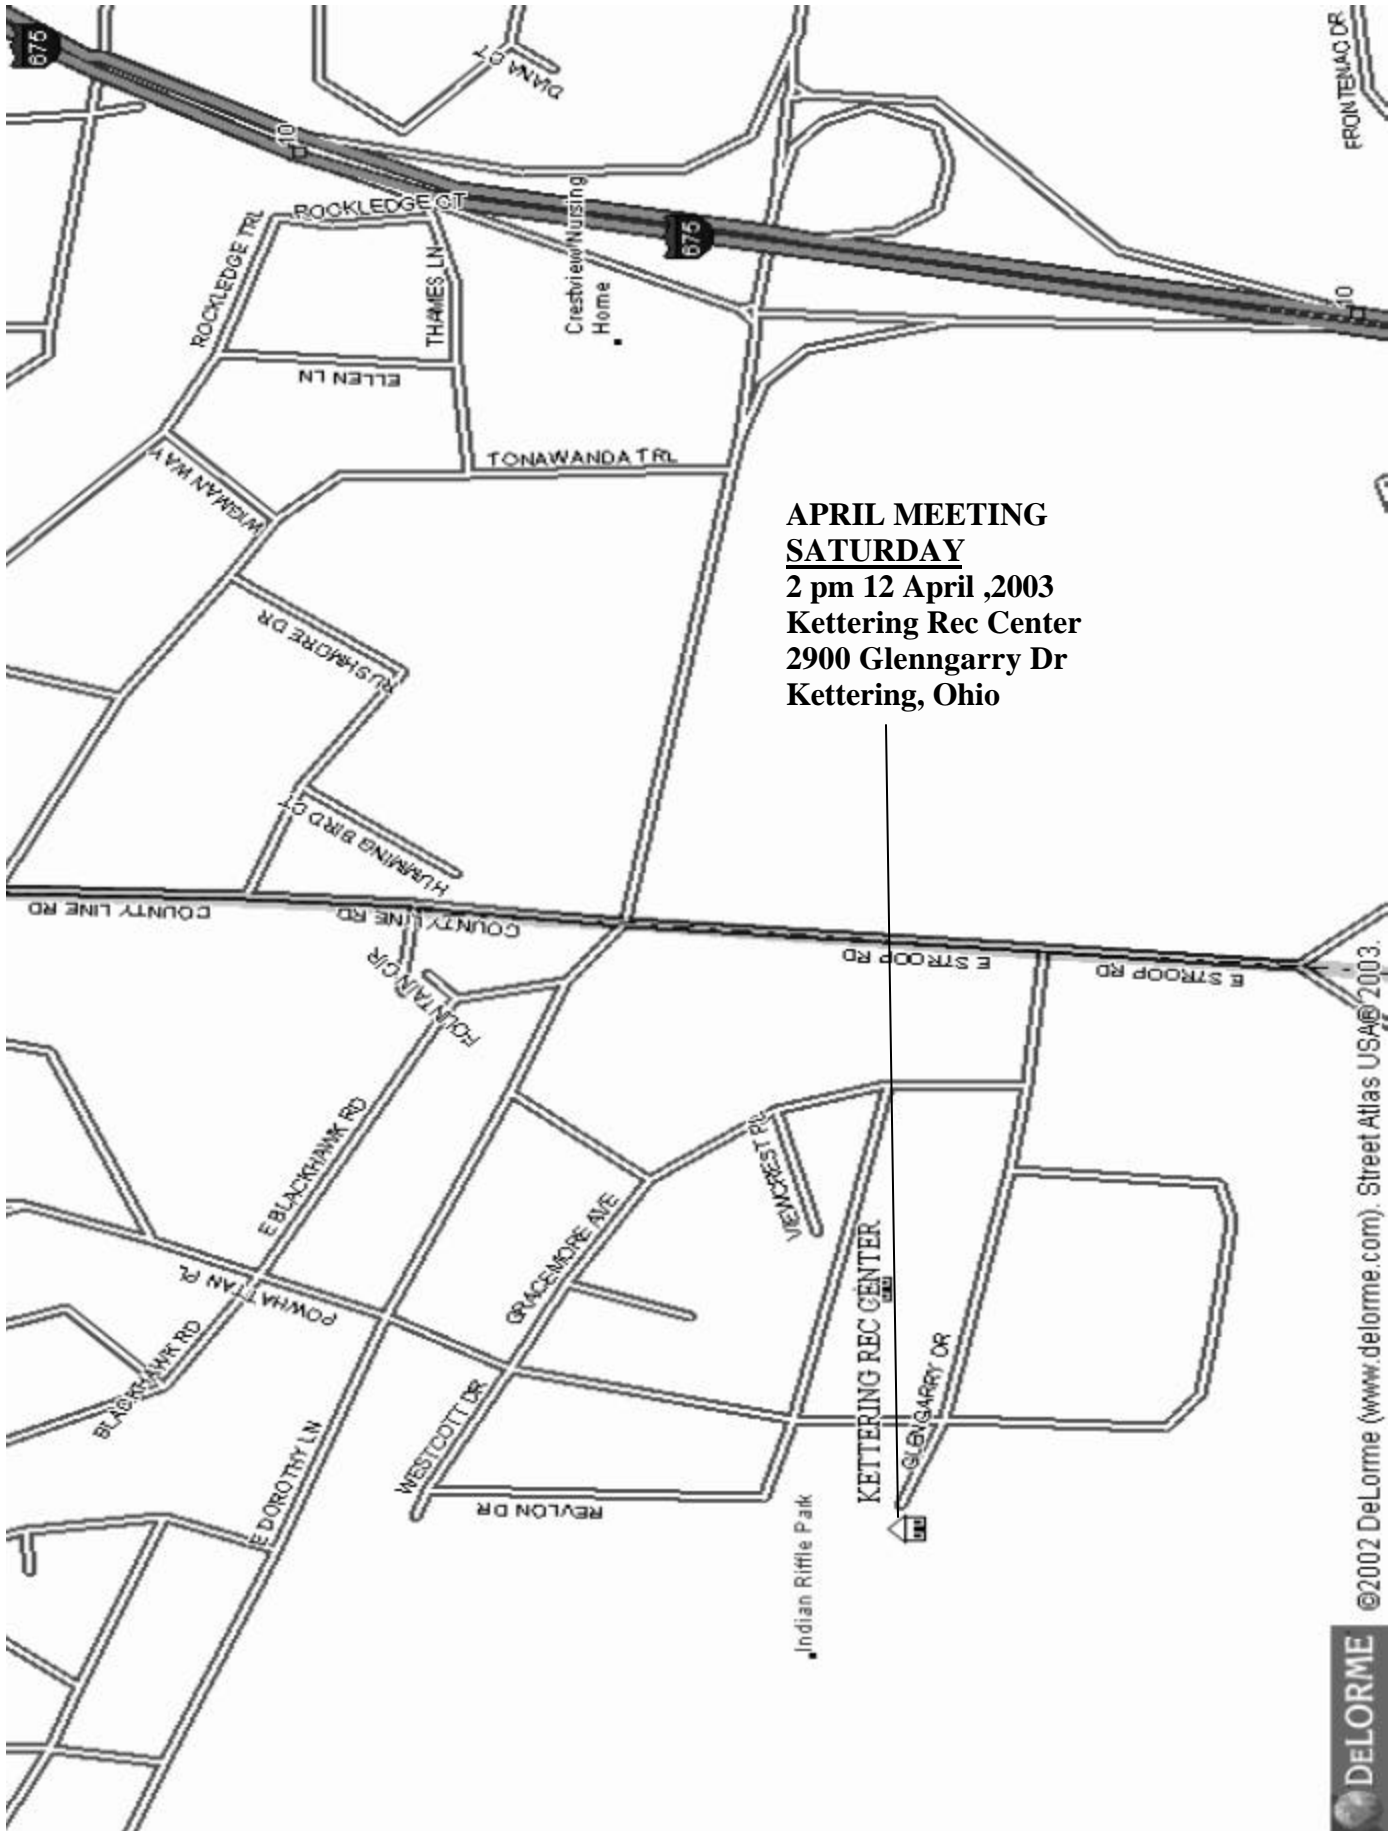 APRIL MEETING
SATURDAY
2 pm 12 April ,2003
Kettering Rec Center
2900 Glenngarry Dr
Kettering, Ohio
675
10
DIANA CT
FRONTENAC DR
ROCKLEDGE CT
ROCKLEDGE TRL
THAMES LN
ELLEN LN
Crestview Nursing
Home
675
10
WIGMAN WAY
TONAWANDA TRL
RUSHMORE DR
HUMMING BIRD CT
COUNTY LINE RD
COUNTY LINE RD
E STROOP RD
E STROOP RD
FOUNTAIN CIR
E BLACKHAWK RD
POWHATTAN PL
BLACKHAWK RD
GRACEMORE AVE
VIEWCREST PL
WESTCOTT DR
E DOROTHY LN
REVLON DR
KETTERING REC CENTER
GLENGARRY DR
Indian Riffle Park
DELORME
©2002 DeLorme (www.delorme.com). Street Atlas USA® 2003.